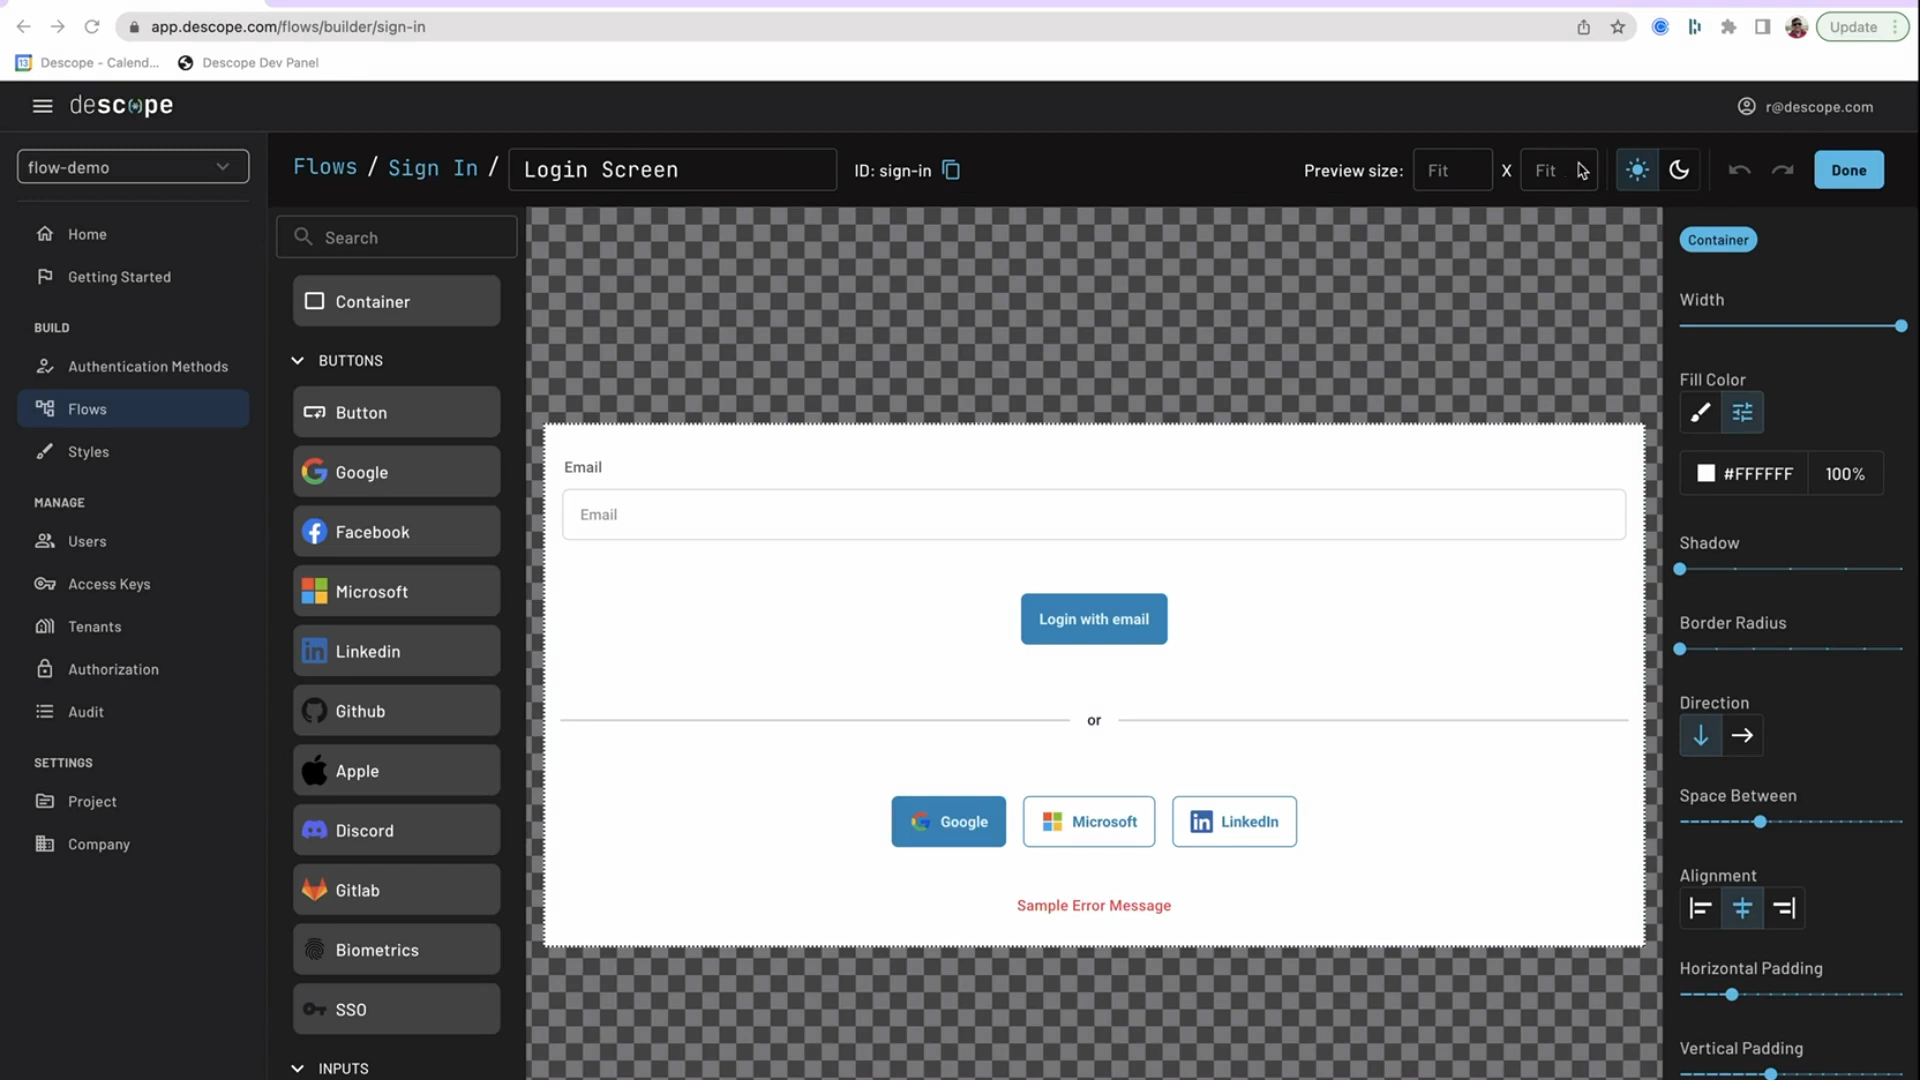 app.descope.com/flows/builder/sign-in
Update
13
Descope - Calend...
Descope Dev Panel
descope
r@descope.com
flow-demo
Flows / Sign In / Login Screen
ID: sign-in
Preview size: Fit X Fit
Done
Home
Getting Started
BUILD
Authentication Methods
Flows
Styles
MANAGE
Users
Access Keys
Tenants
Authorization
Audit
SETTINGS
Project
Company
Search
Container
BUTTONS
Button
Google
Facebook
Microsoft
Linkedin
Github
Apple
Discord
Gitlab
Biometrics
SSO
INPUTS
Email
Email
Login with email
or
Google
Microsoft
LinkedIn
Sample Error Message
Container
Width
Fill Color
#FFFFFF 100%
Shadow
Border Radius
Direction
Space Between
Alignment
Horizontal Padding
Vertical Padding